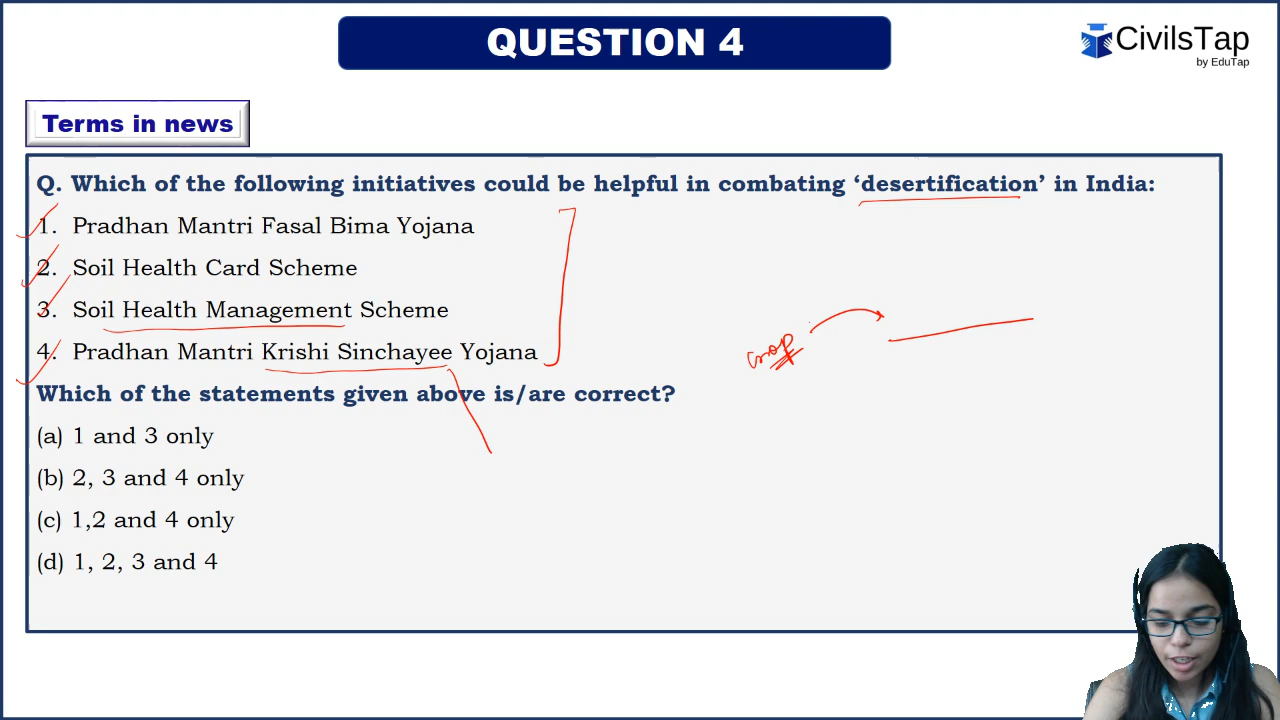 QUESTION 4
CivilsTap
by EduTap
Terms in news
Q. Which of the following initiatives could be helpful in combating ‘desertification’ in India:
1. Pradhan Mantri Fasal Bima Yojana
2. Soil Health Card Scheme
3. Soil Health Management Scheme
4. Pradhan Mantri Krishi Sinchayee Yojana
crop
Which of the statements given above is/are correct?
(a) 1 and 3 only
(b) 2, 3 and 4 only
(c) 1,2 and 4 only
(d) 1, 2, 3 and 4